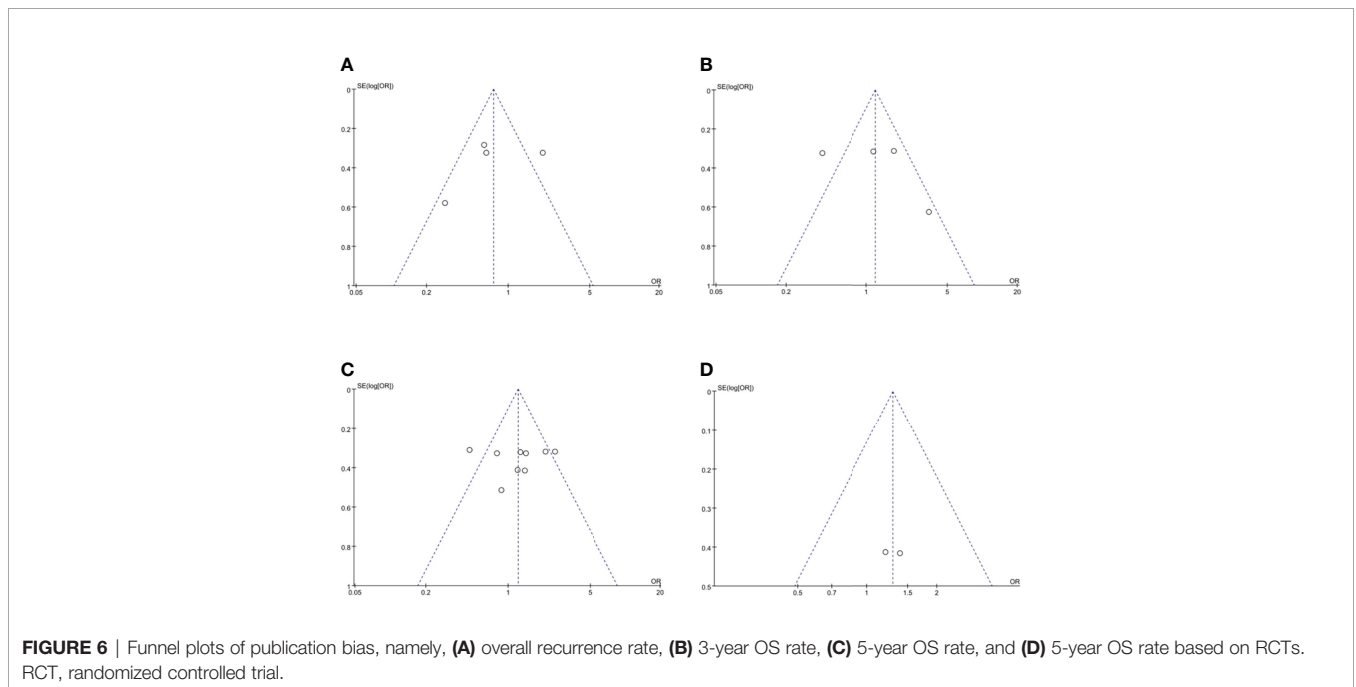 A
SE(log[OR])
0
0.2
0.4
0.6
0.8
1
OR
0.05 0.2 1 5 20
B
SE(log[OR])
0
0.2
0.4
0.6
0.8
1
OR
0.05 0.2 1 5 20
C
SE(log[OR])
0
0.2
0.4
0.6
0.8
1
OR
0.05 0.2 1 5 20
D
SE(log[OR])
0
0.1
0.2
0.3
0.4
0.5
OR
0.5 0.7 1 1.5 2
FIGURE 6 | Funnel plots of publication bias, namely, (A) overall recurrence rate, (B) 3-year OS rate, (C) 5-year OS rate, and (D) 5-year OS rate based on RCTs.
RCT, randomized controlled trial.